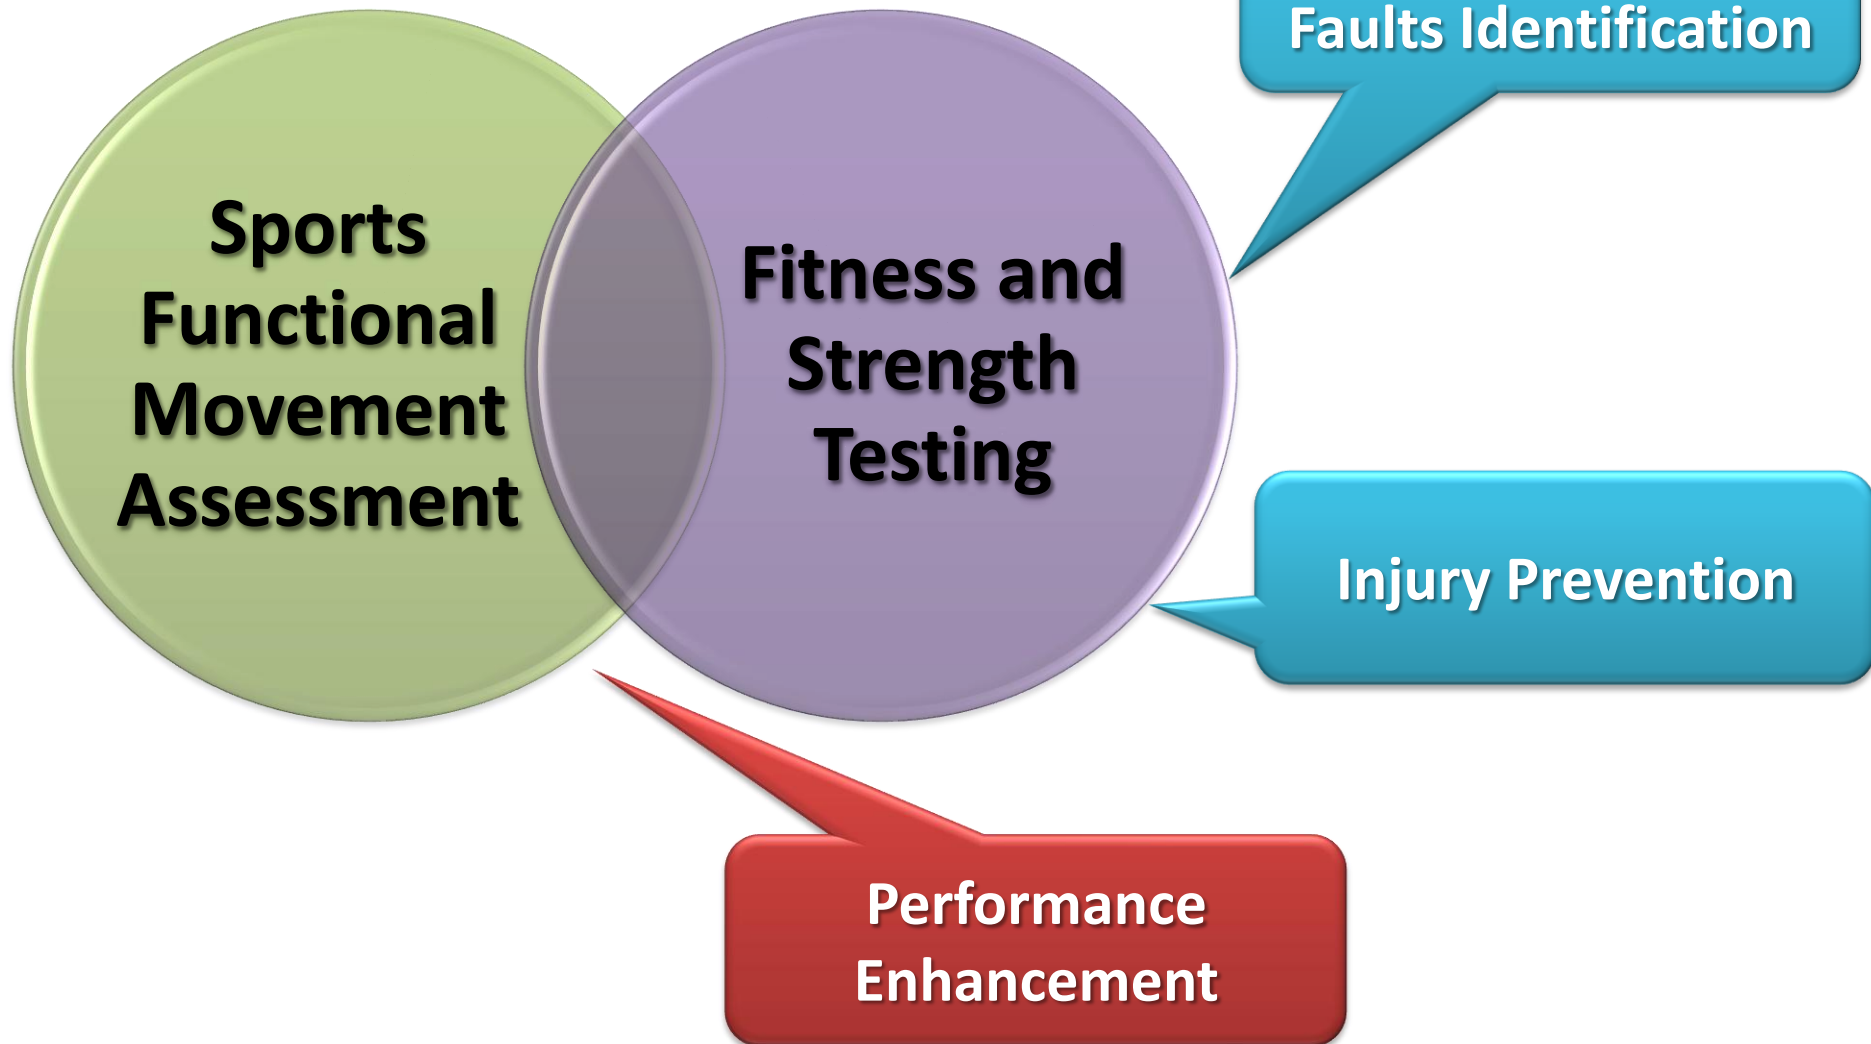 Faults Identification
Sports
Functional
Movement
Assessment
Fitness and
Strength
Testing
Injury Prevention
Performance
Enhancement